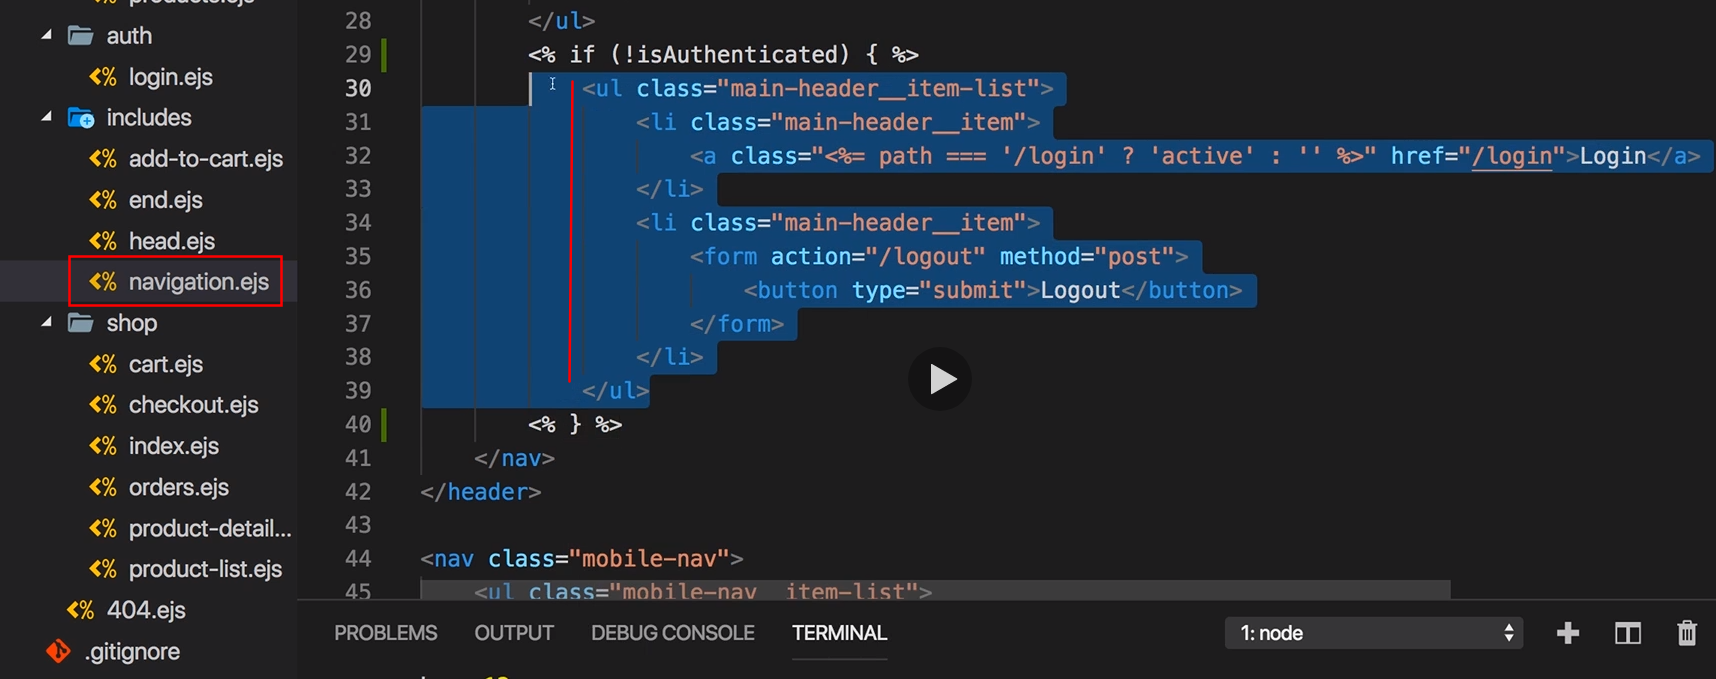 products.ejs
auth
login.ejs
includes
add-to-cart.ejs
end.ejs
head.ejs
navigation.ejs
shop
cart.ejs
checkout.ejs
index.ejs
orders.ejs
product-detail...
product-list.ejs
404.ejs
.gitignore
28 </ul>
29 <% if (!isAuthenticated) { %>
30 <ul class="main-header__item-list">
31 <li class="main-header__item">
32 <a class="<%= path === '/login' ? 'active' : '' %>" href="/login">Login</a>
33 </li>
34 <li class="main-header__item">
35 <form action="/logout" method="post">
36 <button type="submit">Logout</button>
37 </form>
38 </li>
39 </ul>
40 <% } %>
41 </nav>
42 </header>
43
44 <nav class="mobile-nav">
45 <ul class="mobile-nav__item-list">
PROBLEMS OUTPUT DEBUG CONSOLE TERMINAL 1: node